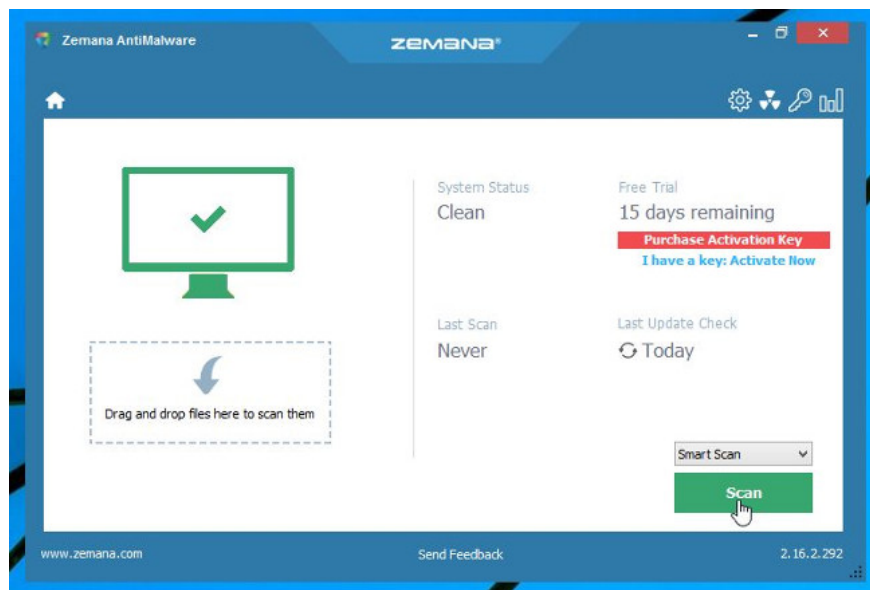 Zemana AntiMalware
zemana®
System Status
Clean
Free Trial
15 days remaining
Purchase Activation Key
I have a key: Activate Now
Last Scan
Never
Last Update Check
Today
Drag and drop files here to scan them
Smart Scan
Scan
www.zemana.com
Send Feedback
2.16.2.292